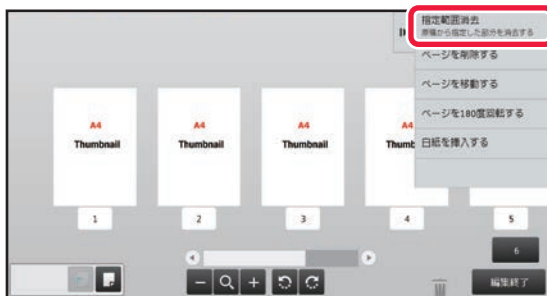 指定範囲消去
原稿から指定した部分を消去する
ページを削除する
ページを移動する
ページを180度回転する
白紙を挿入する
A4
Thumbnail
A4
Thumbnail
A4
Thumbnail
A4
Thumb
1
2
3
4
5
6
編集終了